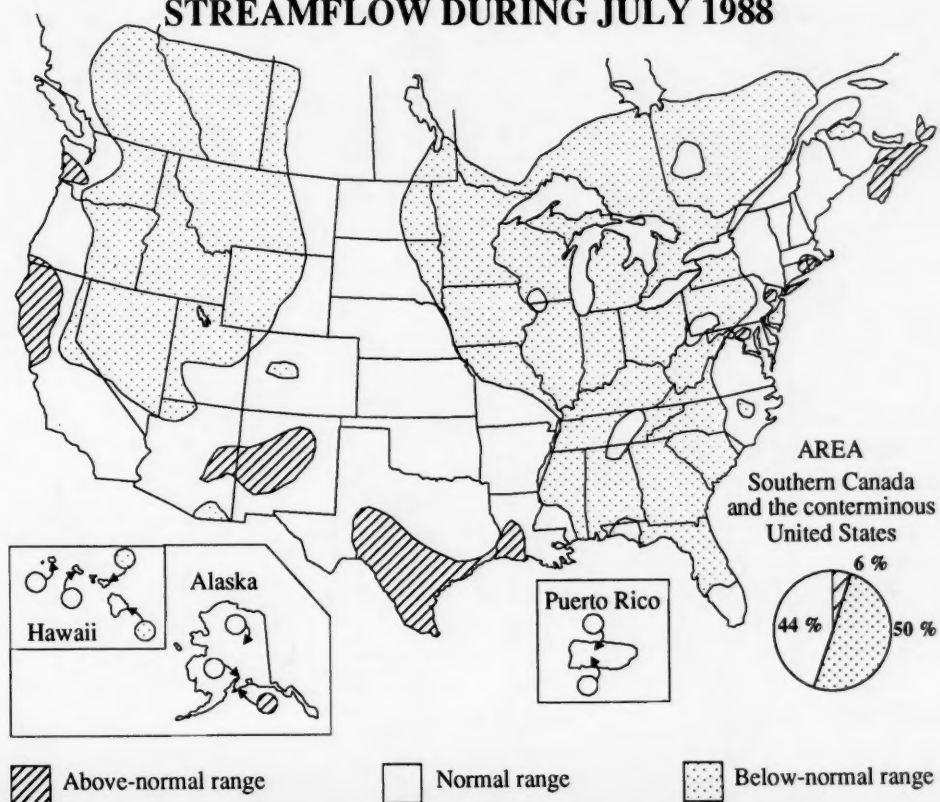 STREAMFLOW DURING JULY 1988
AREA
Southern Canada
and the conterminous
United States
6 %
44 %
50 %
Hawaii
Alaska
Puerto Rico
Above-normal range
Normal range
Below-normal range